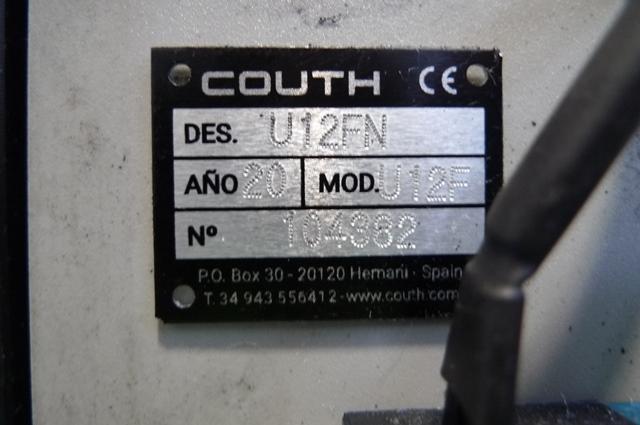 COUTH CE
DES. U12FN
AÑO 20 MOD. U12F
Nº 104382
P.O. Box 30 - 20120 Hernani - Spain
T. 34 943 556412 - www.couth.com